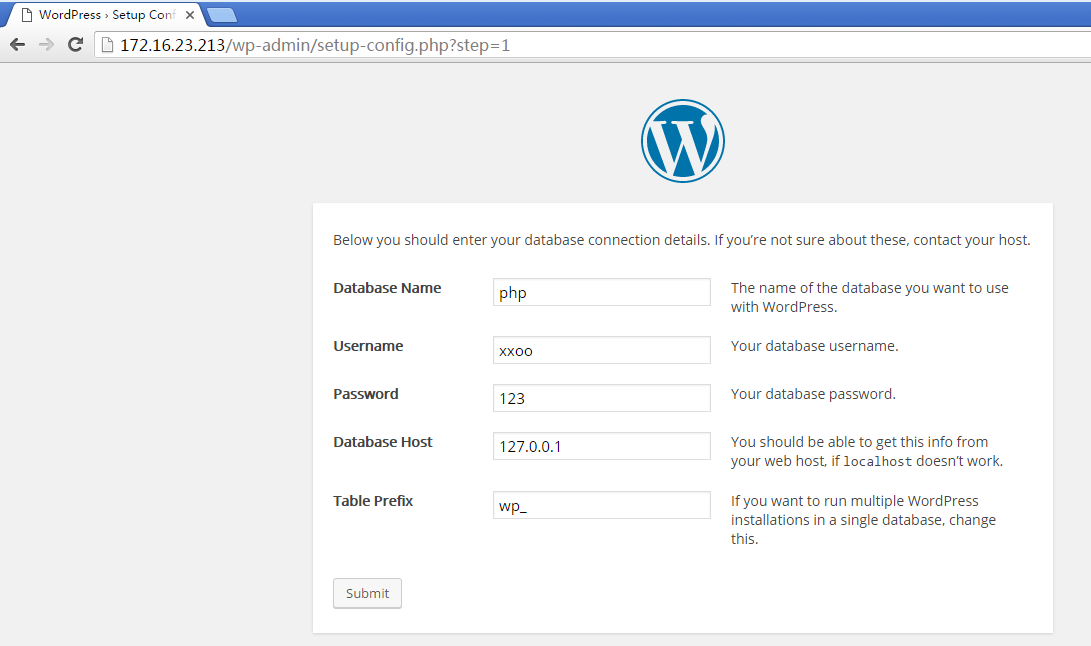 WordPress › Setup Conf
172.16.23.213/wp-admin/setup-config.php?step=1
Below you should enter your database connection details. If you’re not sure about these, contact your host.
Database Name
php
The name of the database you want to use
with WordPress.
Username
xxoo
Your database username.
Password
123
Your database password.
Database Host
127.0.0.1
You should be able to get this info from
your web host, if localhost doesn’t work.
Table Prefix
wp_
If you want to run multiple WordPress
installations in a single database, change
this.
Submit